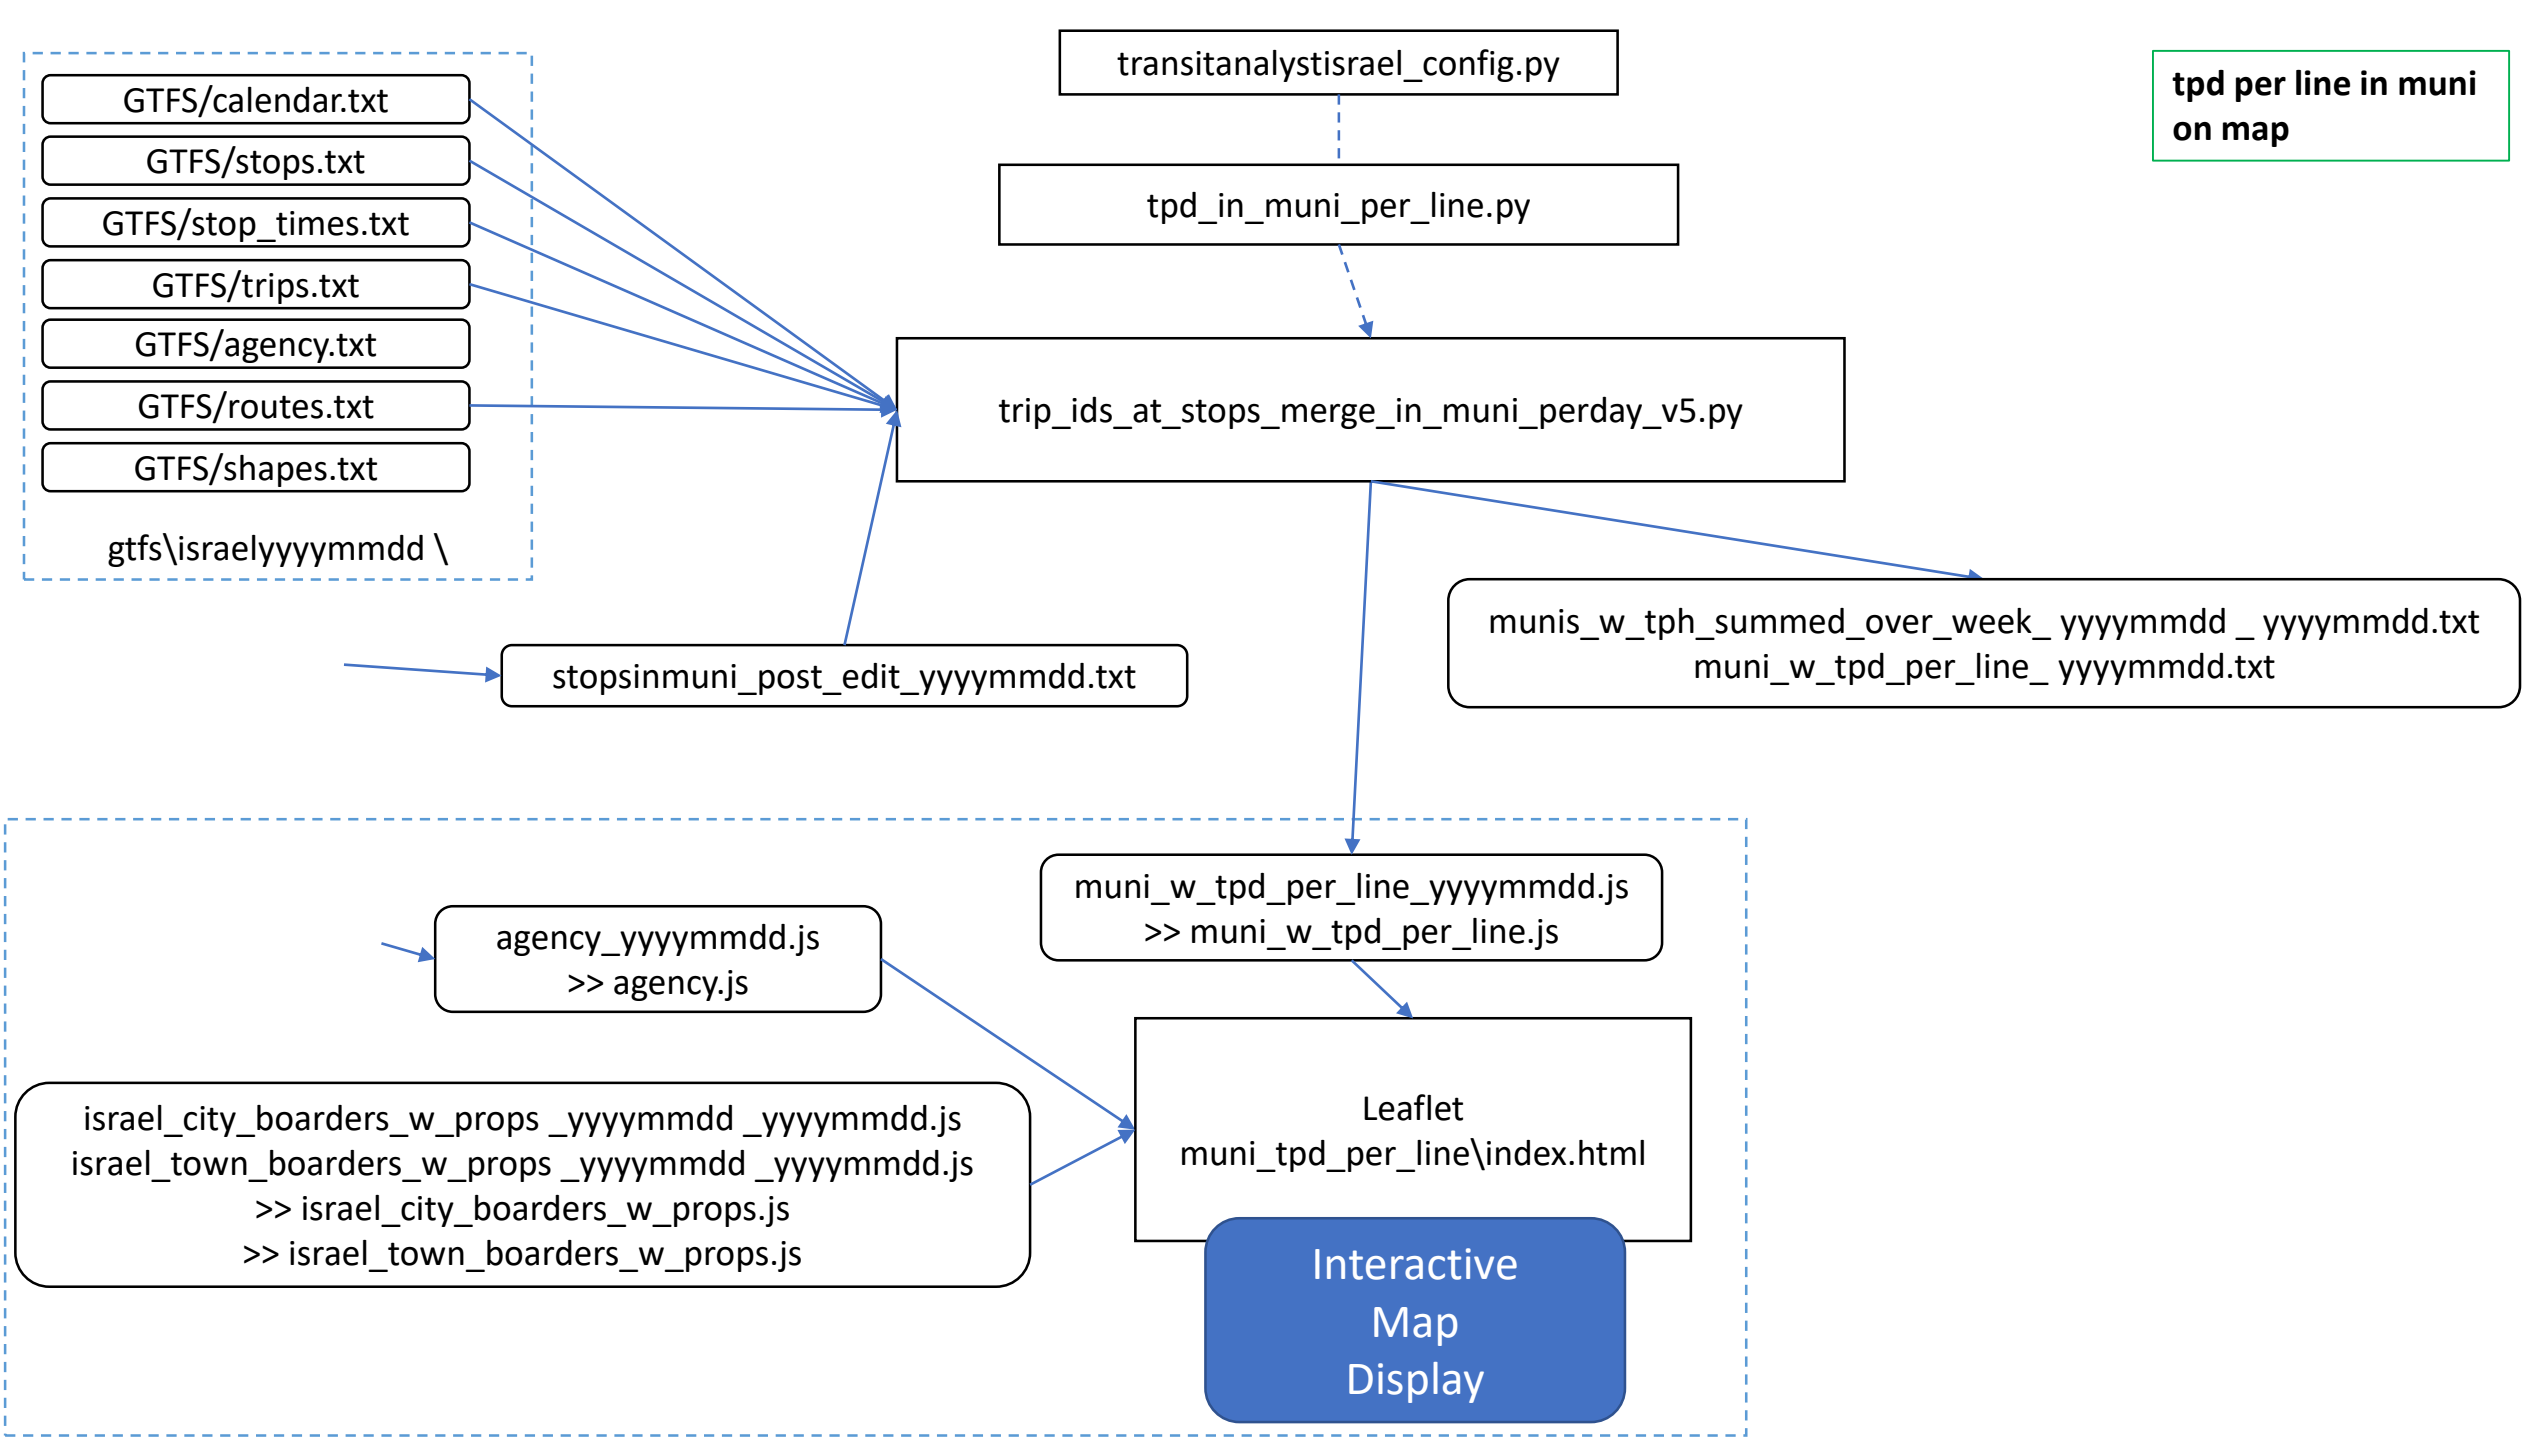 transitanalystisrael_config.py
tpd per line in muni
on map
GTFS/calendar.txt
GTFS/stops.txt
GTFS/stop_times.txt
GTFS/trips.txt
GTFS/agency.txt
GTFS/routes.txt
GTFS/shapes.txt
gtfs\israelyyyymmdd \
tpd_in_muni_per_line.py
trip_ids_at_stops_merge_in_muni_perday_v5.py
stopsinmuni_post_edit_yyyymmdd.txt
munis_w_tph_summed_over_week_ yyyymmdd _ yyyymmdd.txt
muni_w_tpd_per_line_ yyyymmdd.txt
muni_w_tpd_per_line_yyyymmdd.js
>> muni_w_tpd_per_line.js
agency_yyyymmdd.js
>> agency.js
israel_city_boarders_w_props _yyyymmdd _yyyymmdd.js
israel_town_boarders_w_props _yyyymmdd _yyyymmdd.js
>> israel_city_boarders_w_props.js
>> israel_town_boarders_w_props.js
Leaflet
muni_tpd_per_line\index.html
Interactive
Map
Display